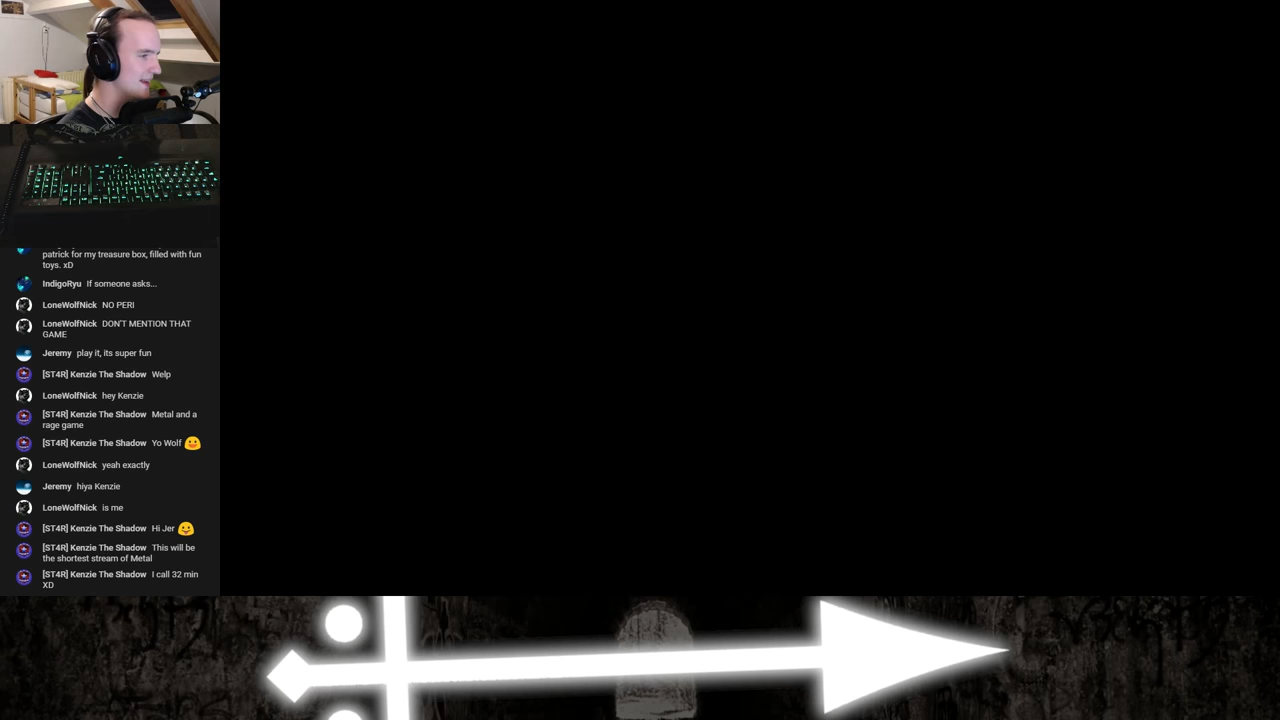 patrick for my treasure box, filled with fun
toys. xD
IndigoRyu If someone asks...
LoneWolfNick NO PERI
LoneWolfNick DON'T MENTION THAT
GAME
Jeremy play it, its super fun
[ST4R] Kenzie The Shadow Welp
LoneWolfNick hey Kenzie
[ST4R] Kenzie The Shadow Metal and a
rage game
[ST4R] Kenzie The Shadow Yo Wolf
LoneWolfNick yeah exactly
Jeremy hiya Kenzie
LoneWolfNick is me
[ST4R] Kenzie The Shadow Hi Jer
[ST4R] Kenzie The Shadow This will be
the shortest stream of Metal
[ST4R] Kenzie The Shadow I call 32 min
XD